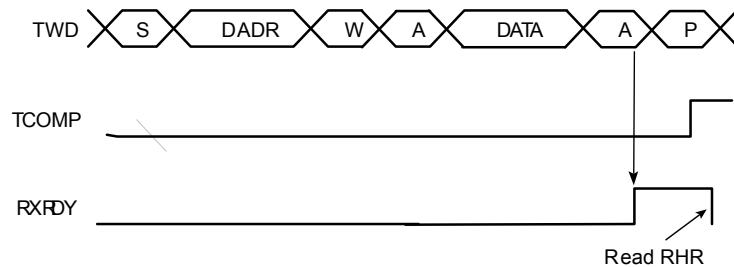 TWD S DADR W A DATA A P
TCOMP
RXRDY
Read RHR